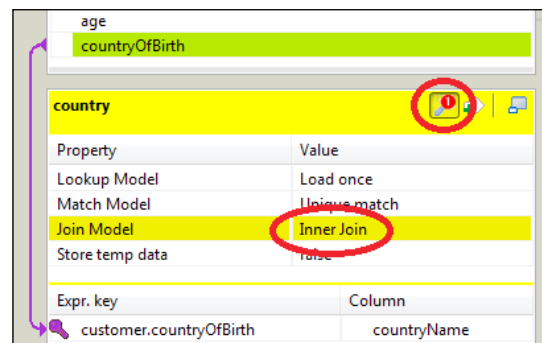 age
countryOfBirth
country
Property Value
Lookup Model Load once
Match Model Unique match
Join Model Inner Join
Store temp data false
Expr. key Column
customer.countryOfBirth countryName